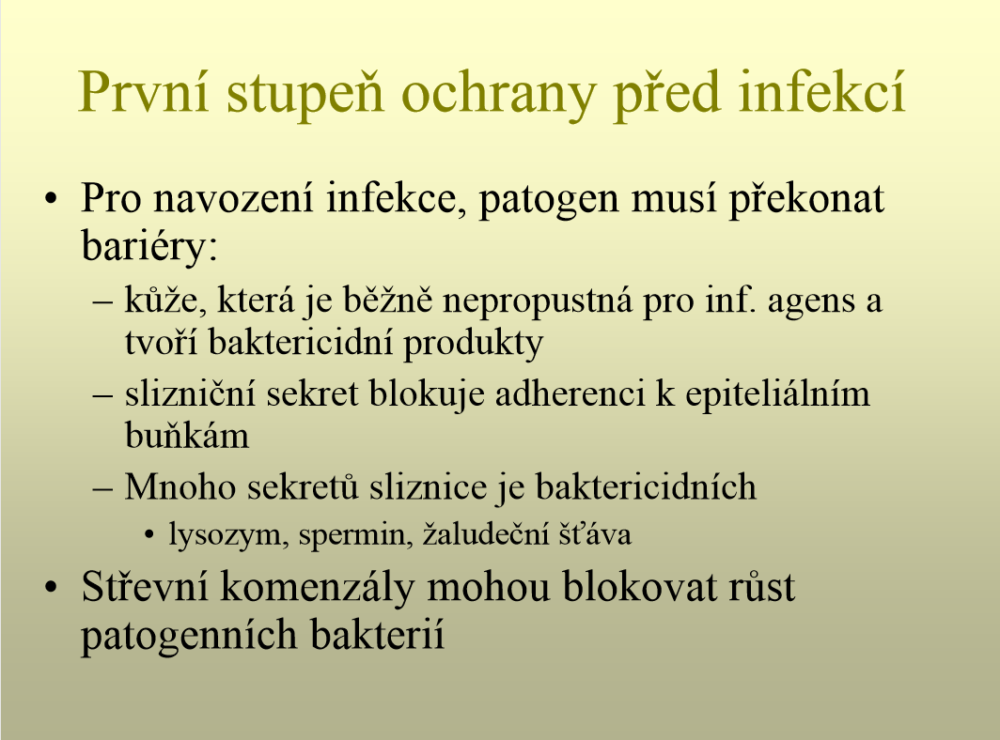 První stupeň ochrany před infekcí
• Pro navození infekce, patogen musí překonat
bariéry:
– kůže, která je běžně nepropustná pro inf. agens a
tvoří baktericidní produkty
– slizniční sekret blokuje adherenci k epiteliálním
buňkám
– Mnoho sekretů sliznice je baktericidních
• lysozym, spermin, žaludeční šťáva
• Střevní komenzály mohou blokovat růst
patogenních bakterií